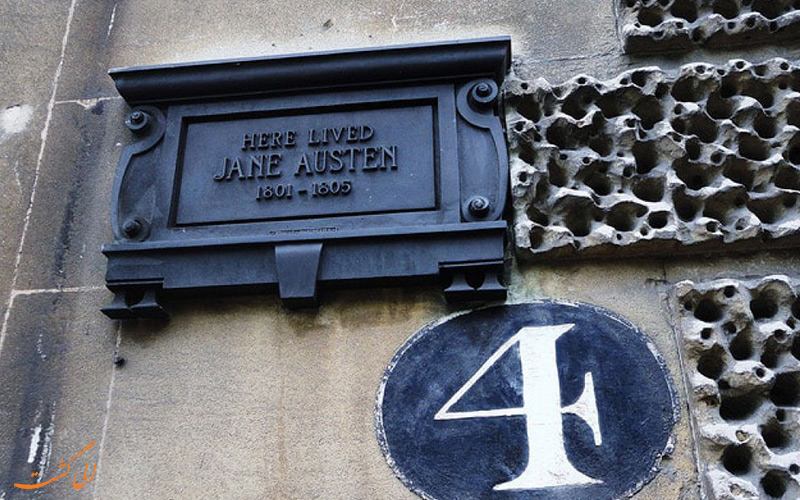 HERE LIVED
JANE AUSTEN
1801 - 1805
4